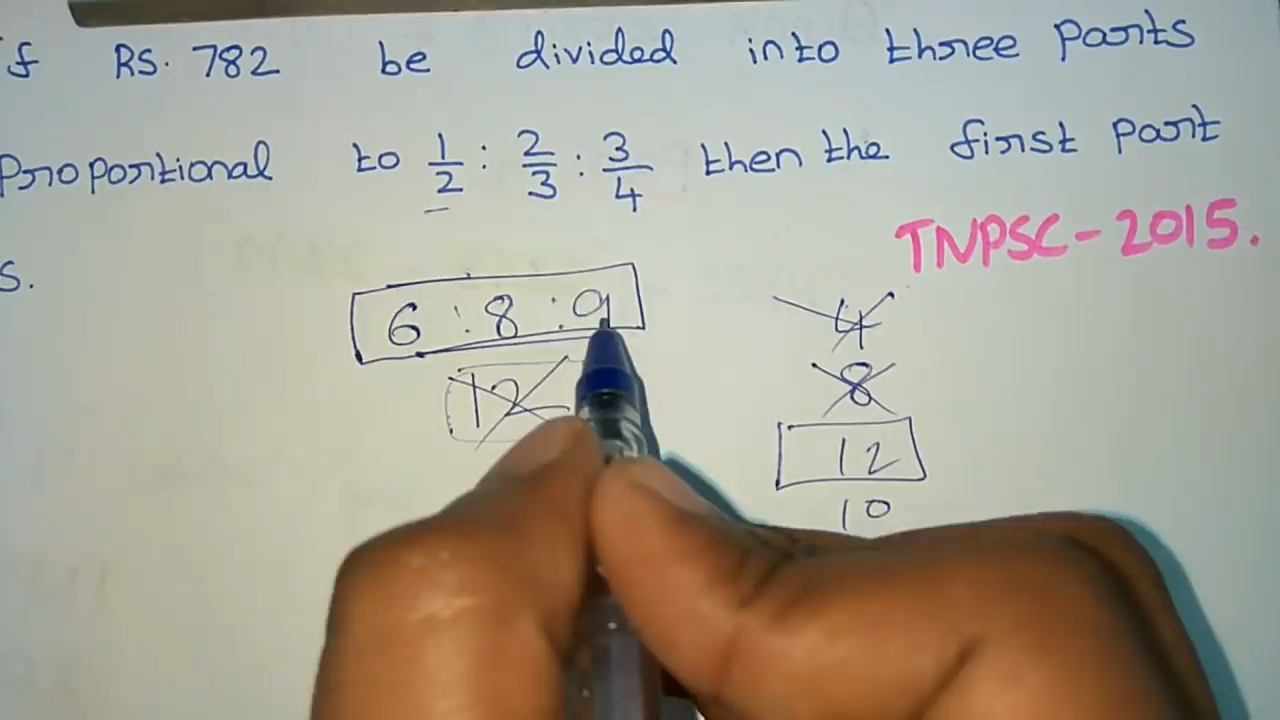 f Rs. 782 be divided into three parts
Proportional to 1/2 : 2/3 : 3/4 then the first part
s.
TNPSC - 2015.
6 : 8 : 9
12
4
8
12
10